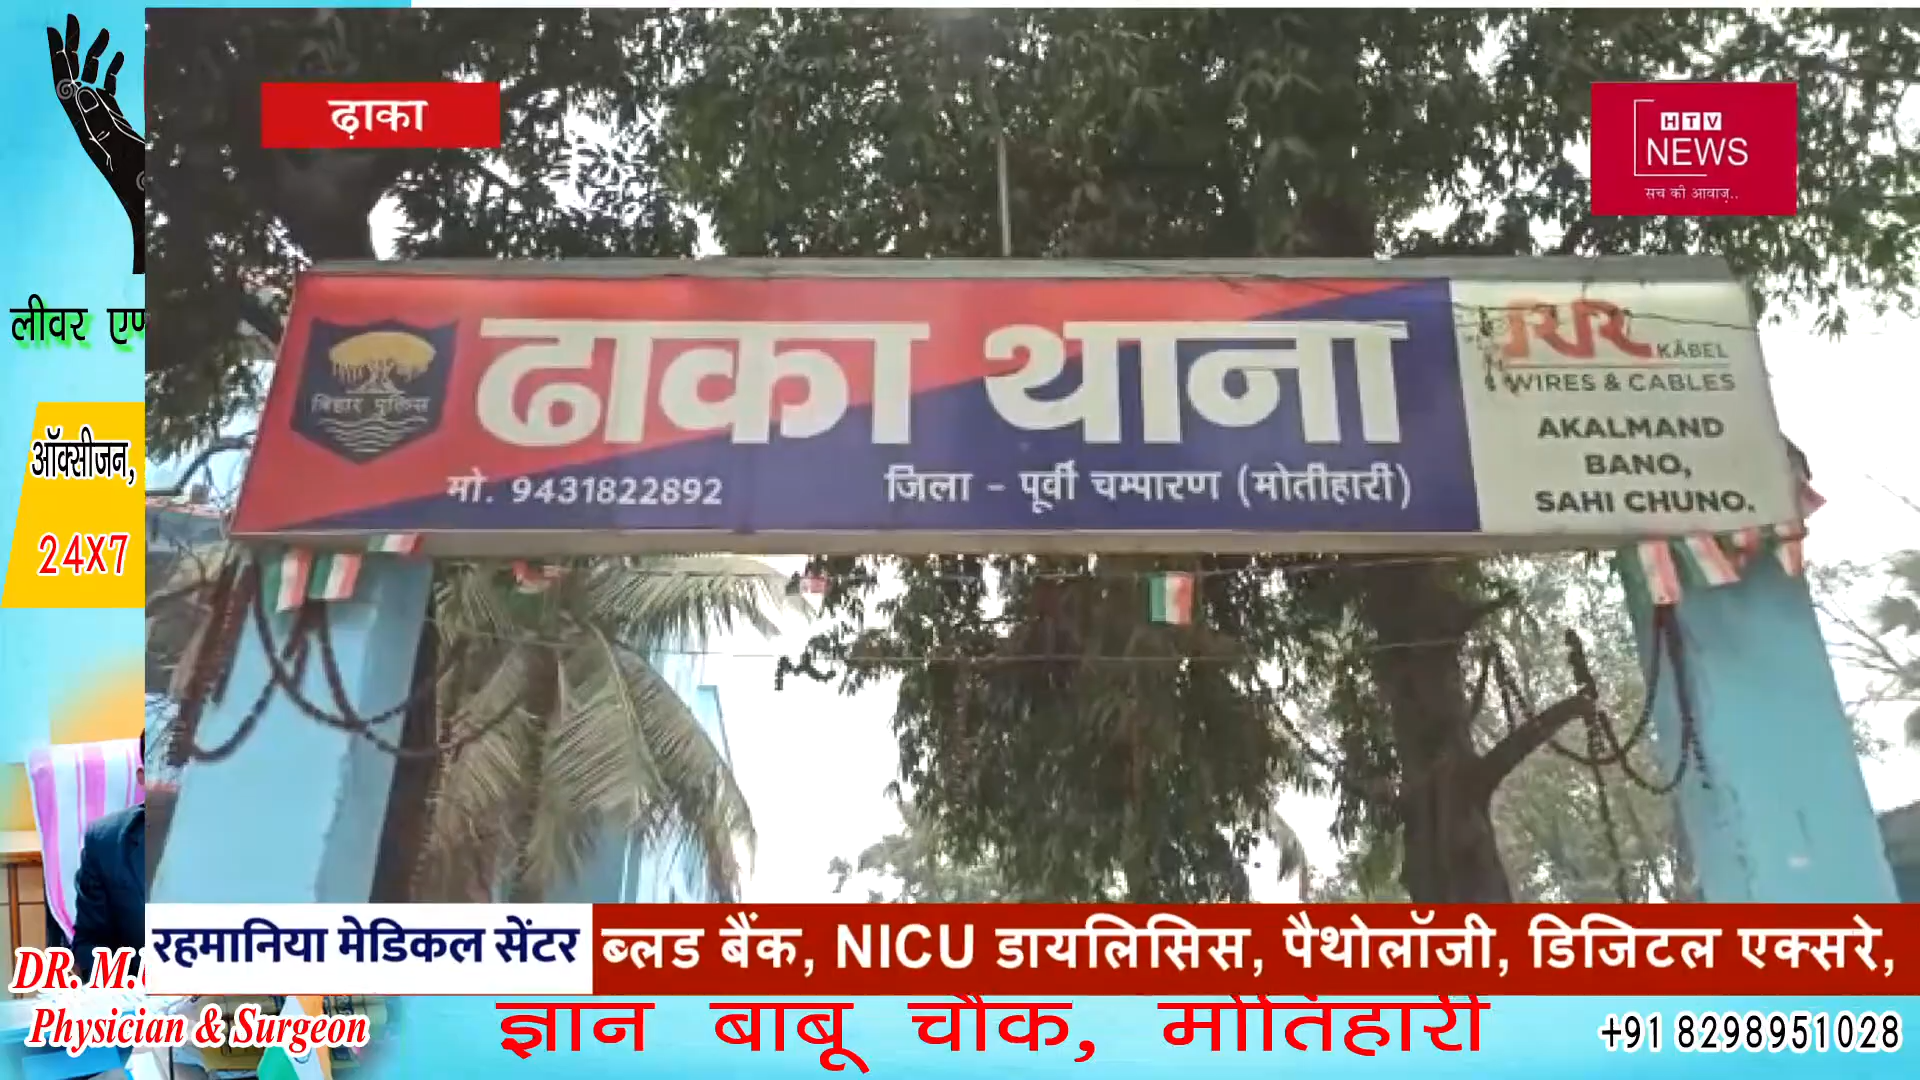 ढ़ाका
HTV
NEWS
सच की आवाज़..
ढाका थाना
बिहार पुलिस
मो. 9431822892
जिला - पूर्वी चम्पारण (मोतीहारी)
RR KABEL
WIRES & CABLES
AKALMAND
BANO,
SAHI CHUNO.
लीवर
ऑक्सीजन,
24X7
रहमानिया मेडिकल सेंटर
ब्लड बैंक, NICU डायलिसिस, पैथोलॉजी, डिजिटल एक्सरे,
DR. M.
Physician & Surgeon
ज्ञान बाबू चौक, मोतिहारी
+91 8298951028